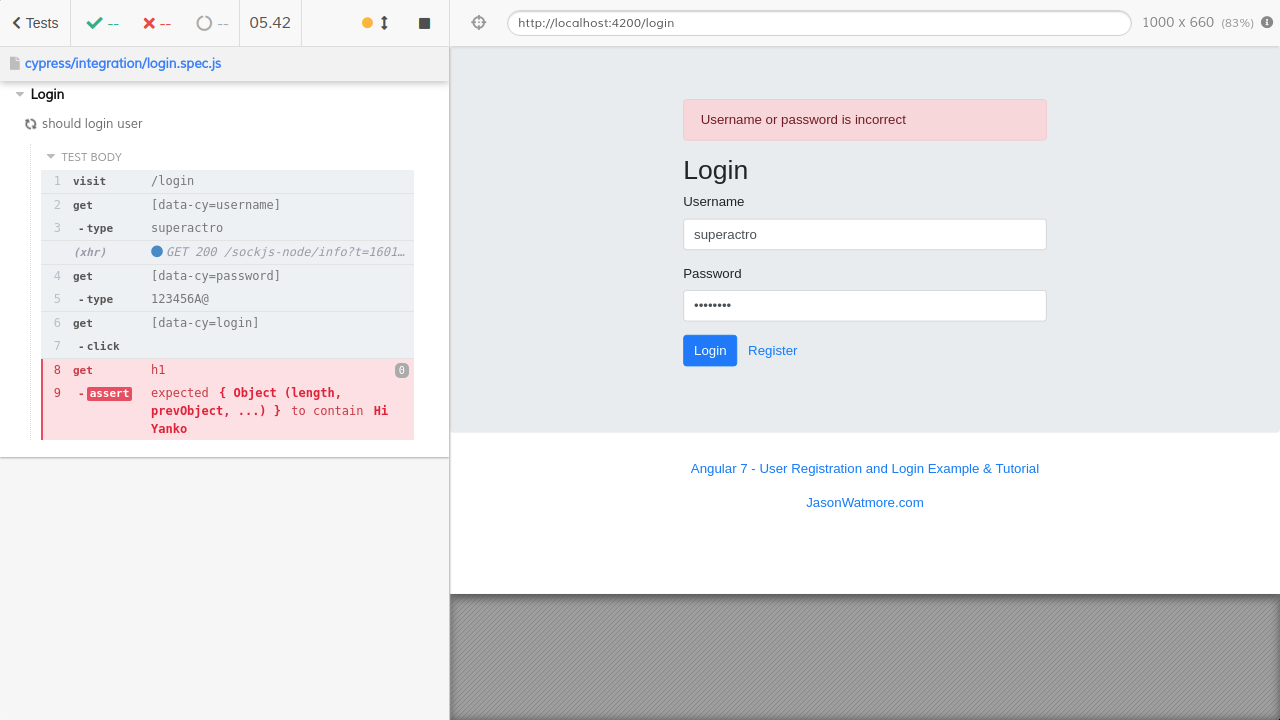 Tests
--
--
--
05.42
http://localhost:4200/login
1000 x 660 (83%)
cypress/integration/login.spec.js
Login
should login user
TEST BODY
1 visit /login
2 get [data-cy=username]
3 - type superactro
(xhr) GET 200 /sockjs-node/info?t=1601…
4 get [data-cy=password]
5 - type 123456A@
6 get [data-cy=login]
7 - click
8 get h1 0
9 - assert expected { Object (length,
prevObject, ...) } to contain Hi
Yanko
Username or password is incorrect
Login
Username
superactro
Password
••••••••
Login Register
Angular 7 - User Registration and Login Example & Tutorial
JasonWatmore.com